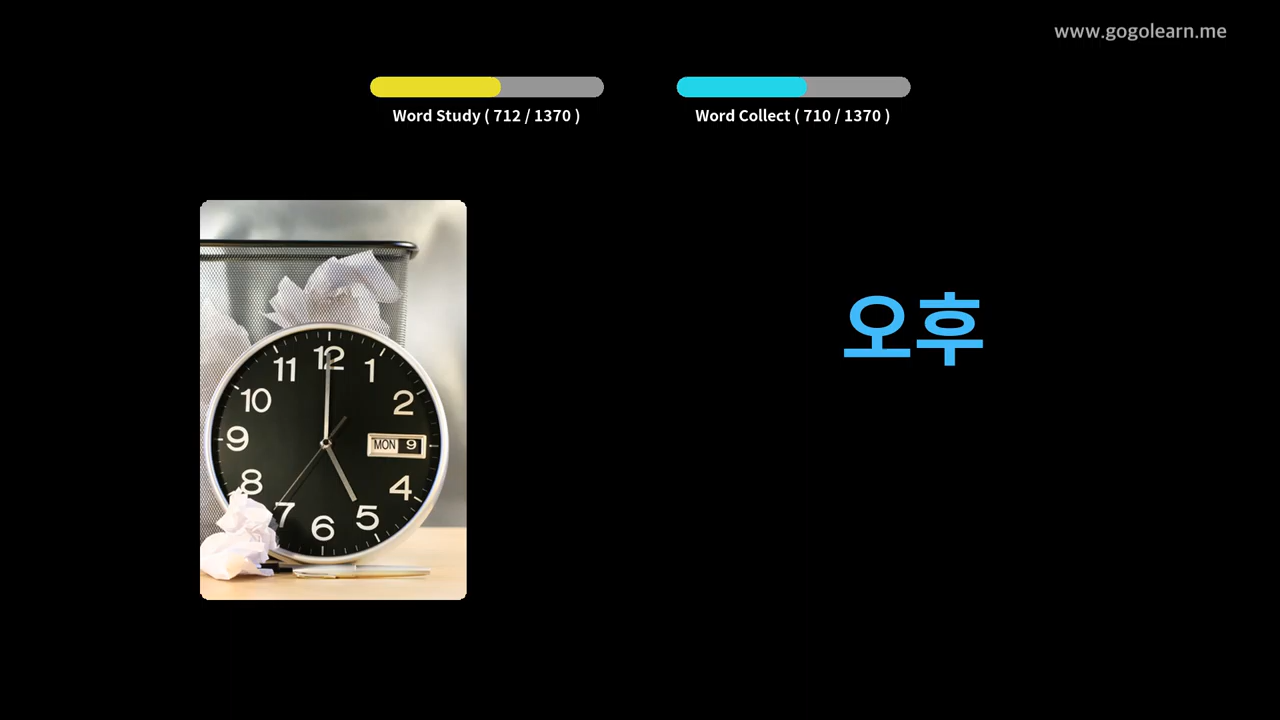 www.gogolearn.me
Word Study ( 712 / 1370 )
Word Collect ( 710 / 1370 )
오후
12
11
1
10
2
9
MON 9
8
4
7
5
6